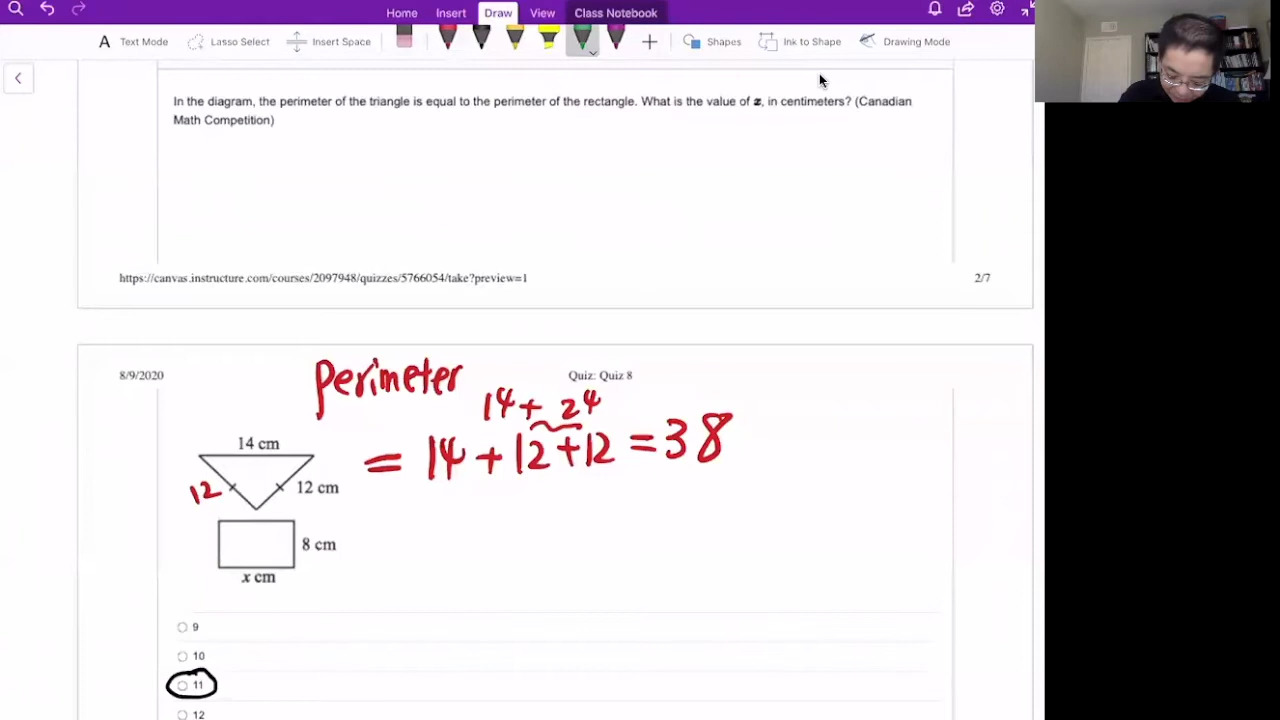 Home Insert Draw View Class Notebook
A Text Mode Lasso Select Insert Space Shapes Ink to Shape Drawing Mode
In the diagram, the perimeter of the triangle is equal to the perimeter of the rectangle. What is the value of x, in centimeters? (Canadian
Math Competition)
https://canvas.instructure.com/courses/2097948/quizzes/5766054/take?preview=1 2/7
8/9/2020 Quiz: Quiz 8
perimeter
14+ 24
= 14 + 12 + 12 = 38
14 cm
12 12 cm
8 cm
x cm
9
10
11
12